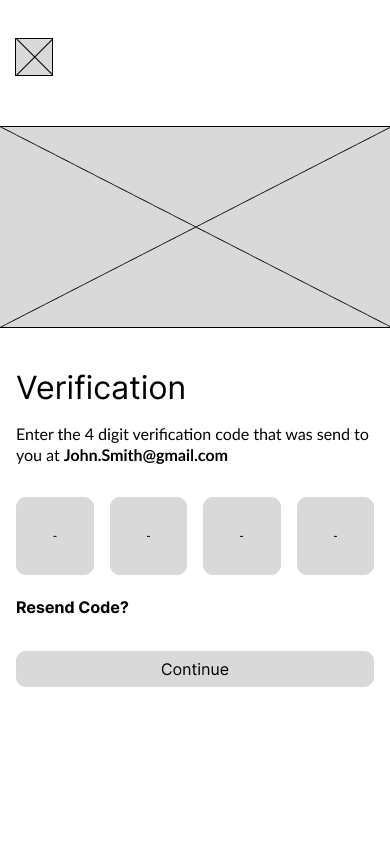 Verification
Enter the 4 digit verification code that was send to
you at John.Smith@gmail.com
- - - -
Resend Code?
Continue